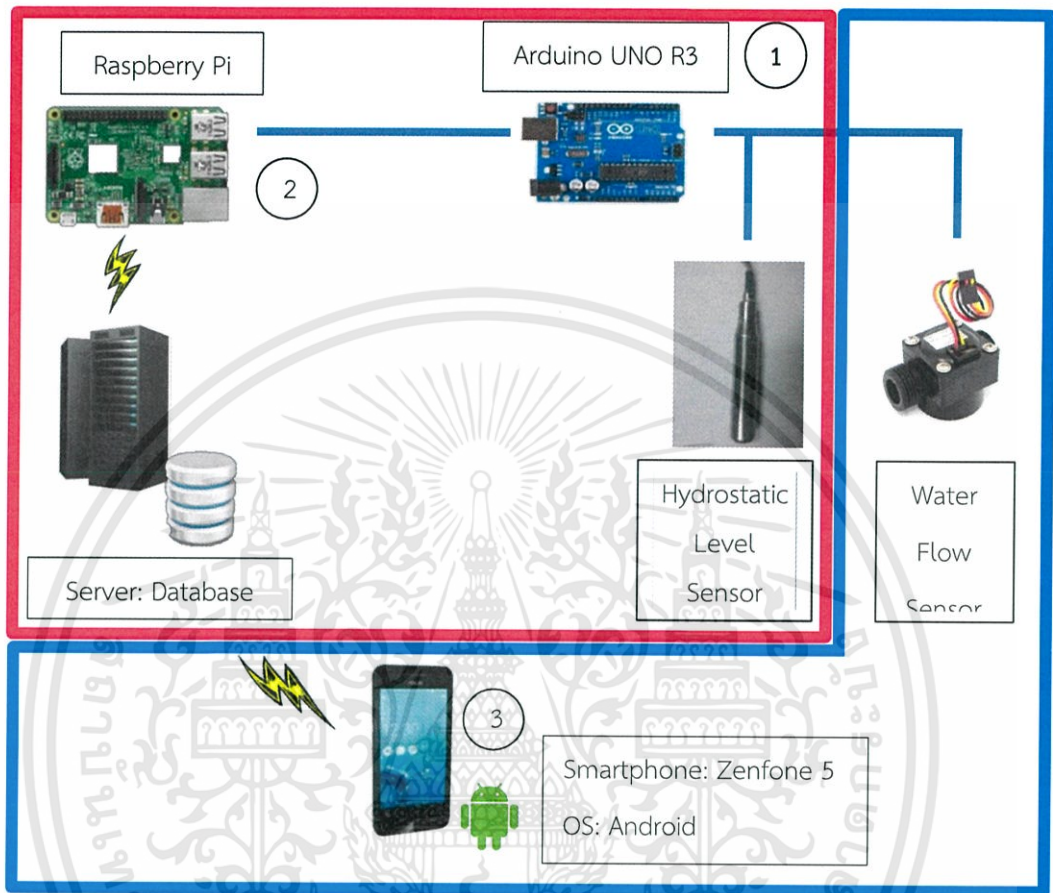 Raspberry Pi
Arduino UNO R3
1
2
Hydrostatic
Level
Sensor
Water
Flow
Sensor
Server: Database
3
Smartphone: Zenfone 5
OS: Android